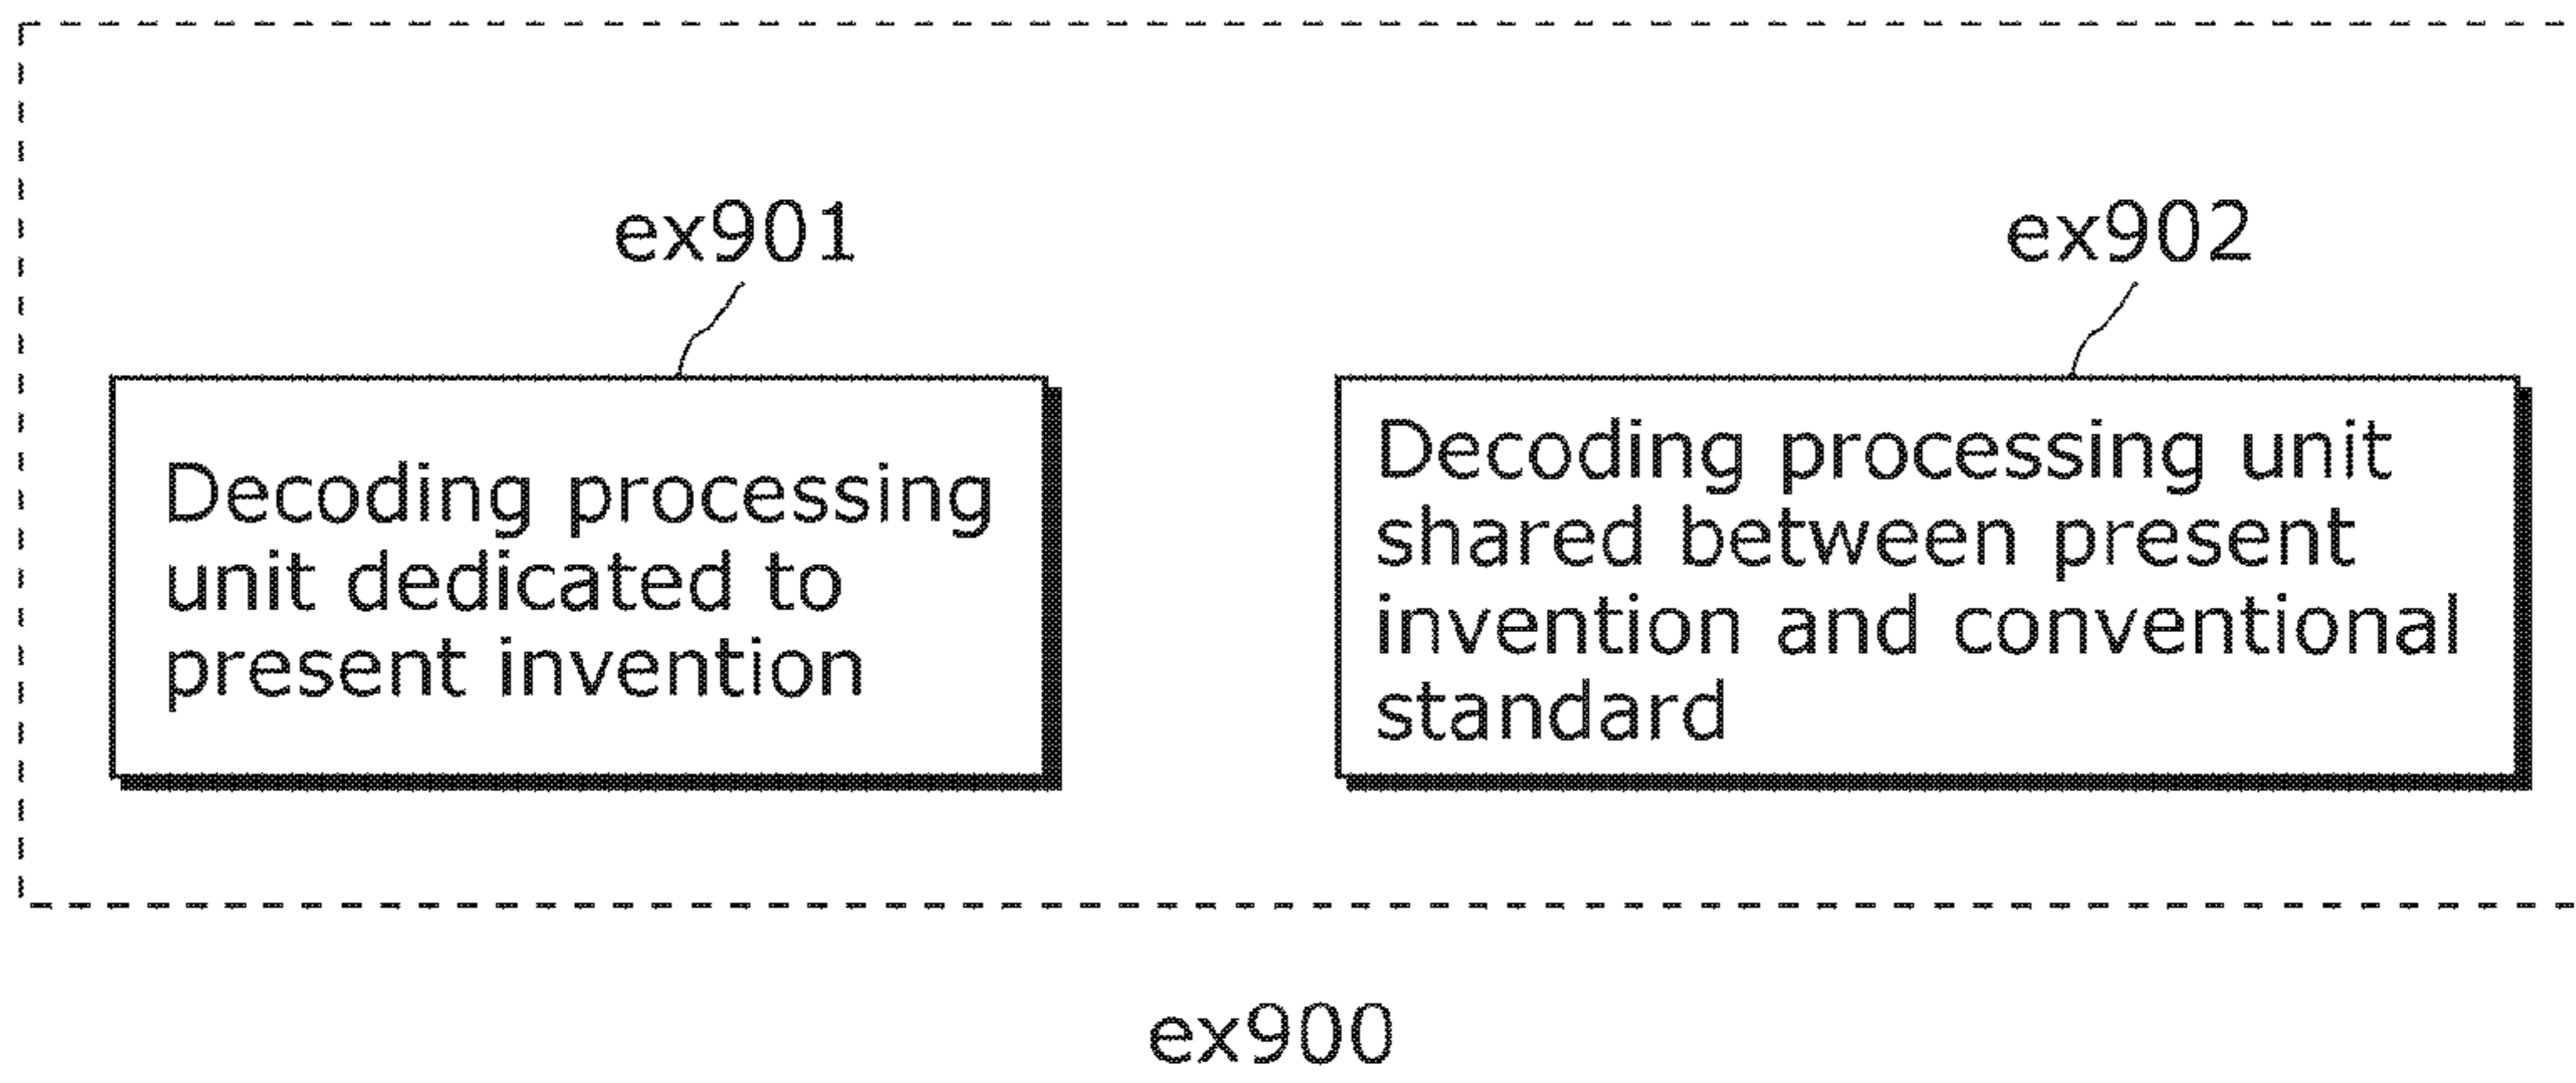 ex901
ex902
Decoding processing
unit dedicated to
present invention
Decoding processing unit
shared between present
invention and conventional
standard
ex900